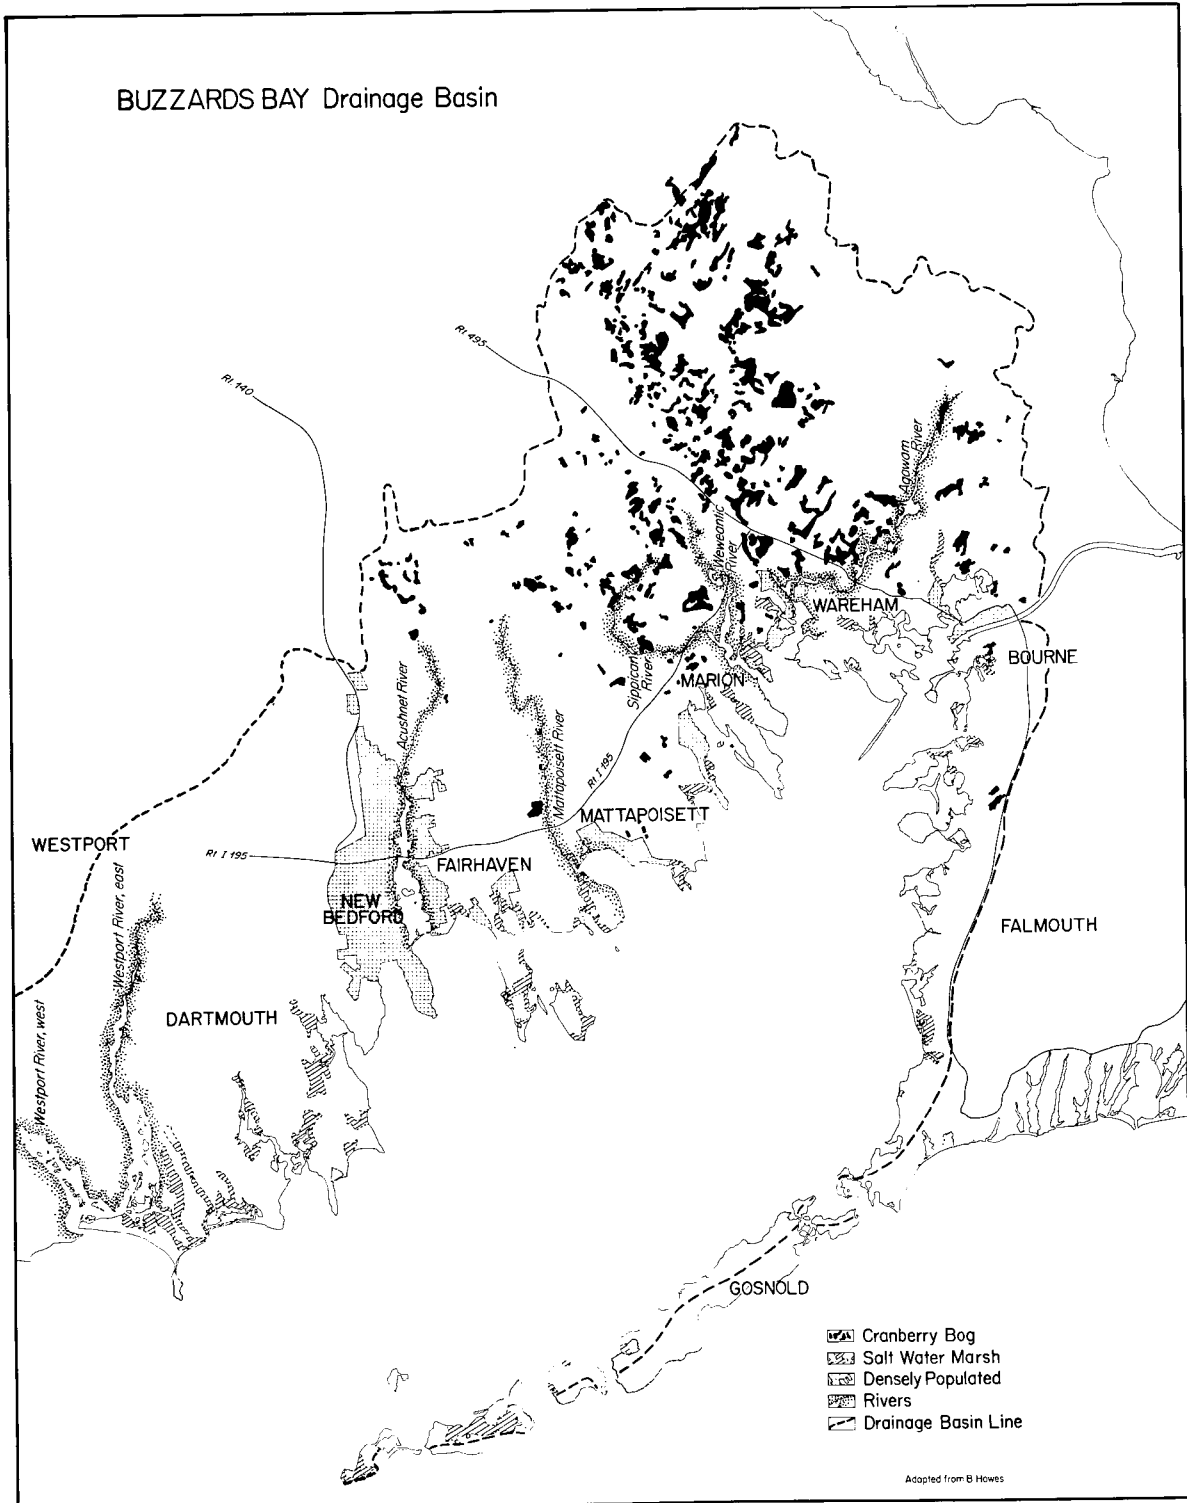 BUZZARDS BAY Drainage Basin
Rt. 495
Rt. 140
Agawam
River
Weweantic
River
WAREHAM
BOURNE
Sippican
River
MARION
Acushnet River
Mattapoisett River
Rt I 195
MATTAPOISETT
WESTPORT
Rt I 195
FAIRHAVEN
NEW
BEDFORD
Westport River, east
FALMOUTH
Westport River, west
DARTMOUTH
GOSNOLD
Cranberry Bog
Salt Water Marsh
Densely Populated
Rivers
Drainage Basin Line
Adapted from B Howes